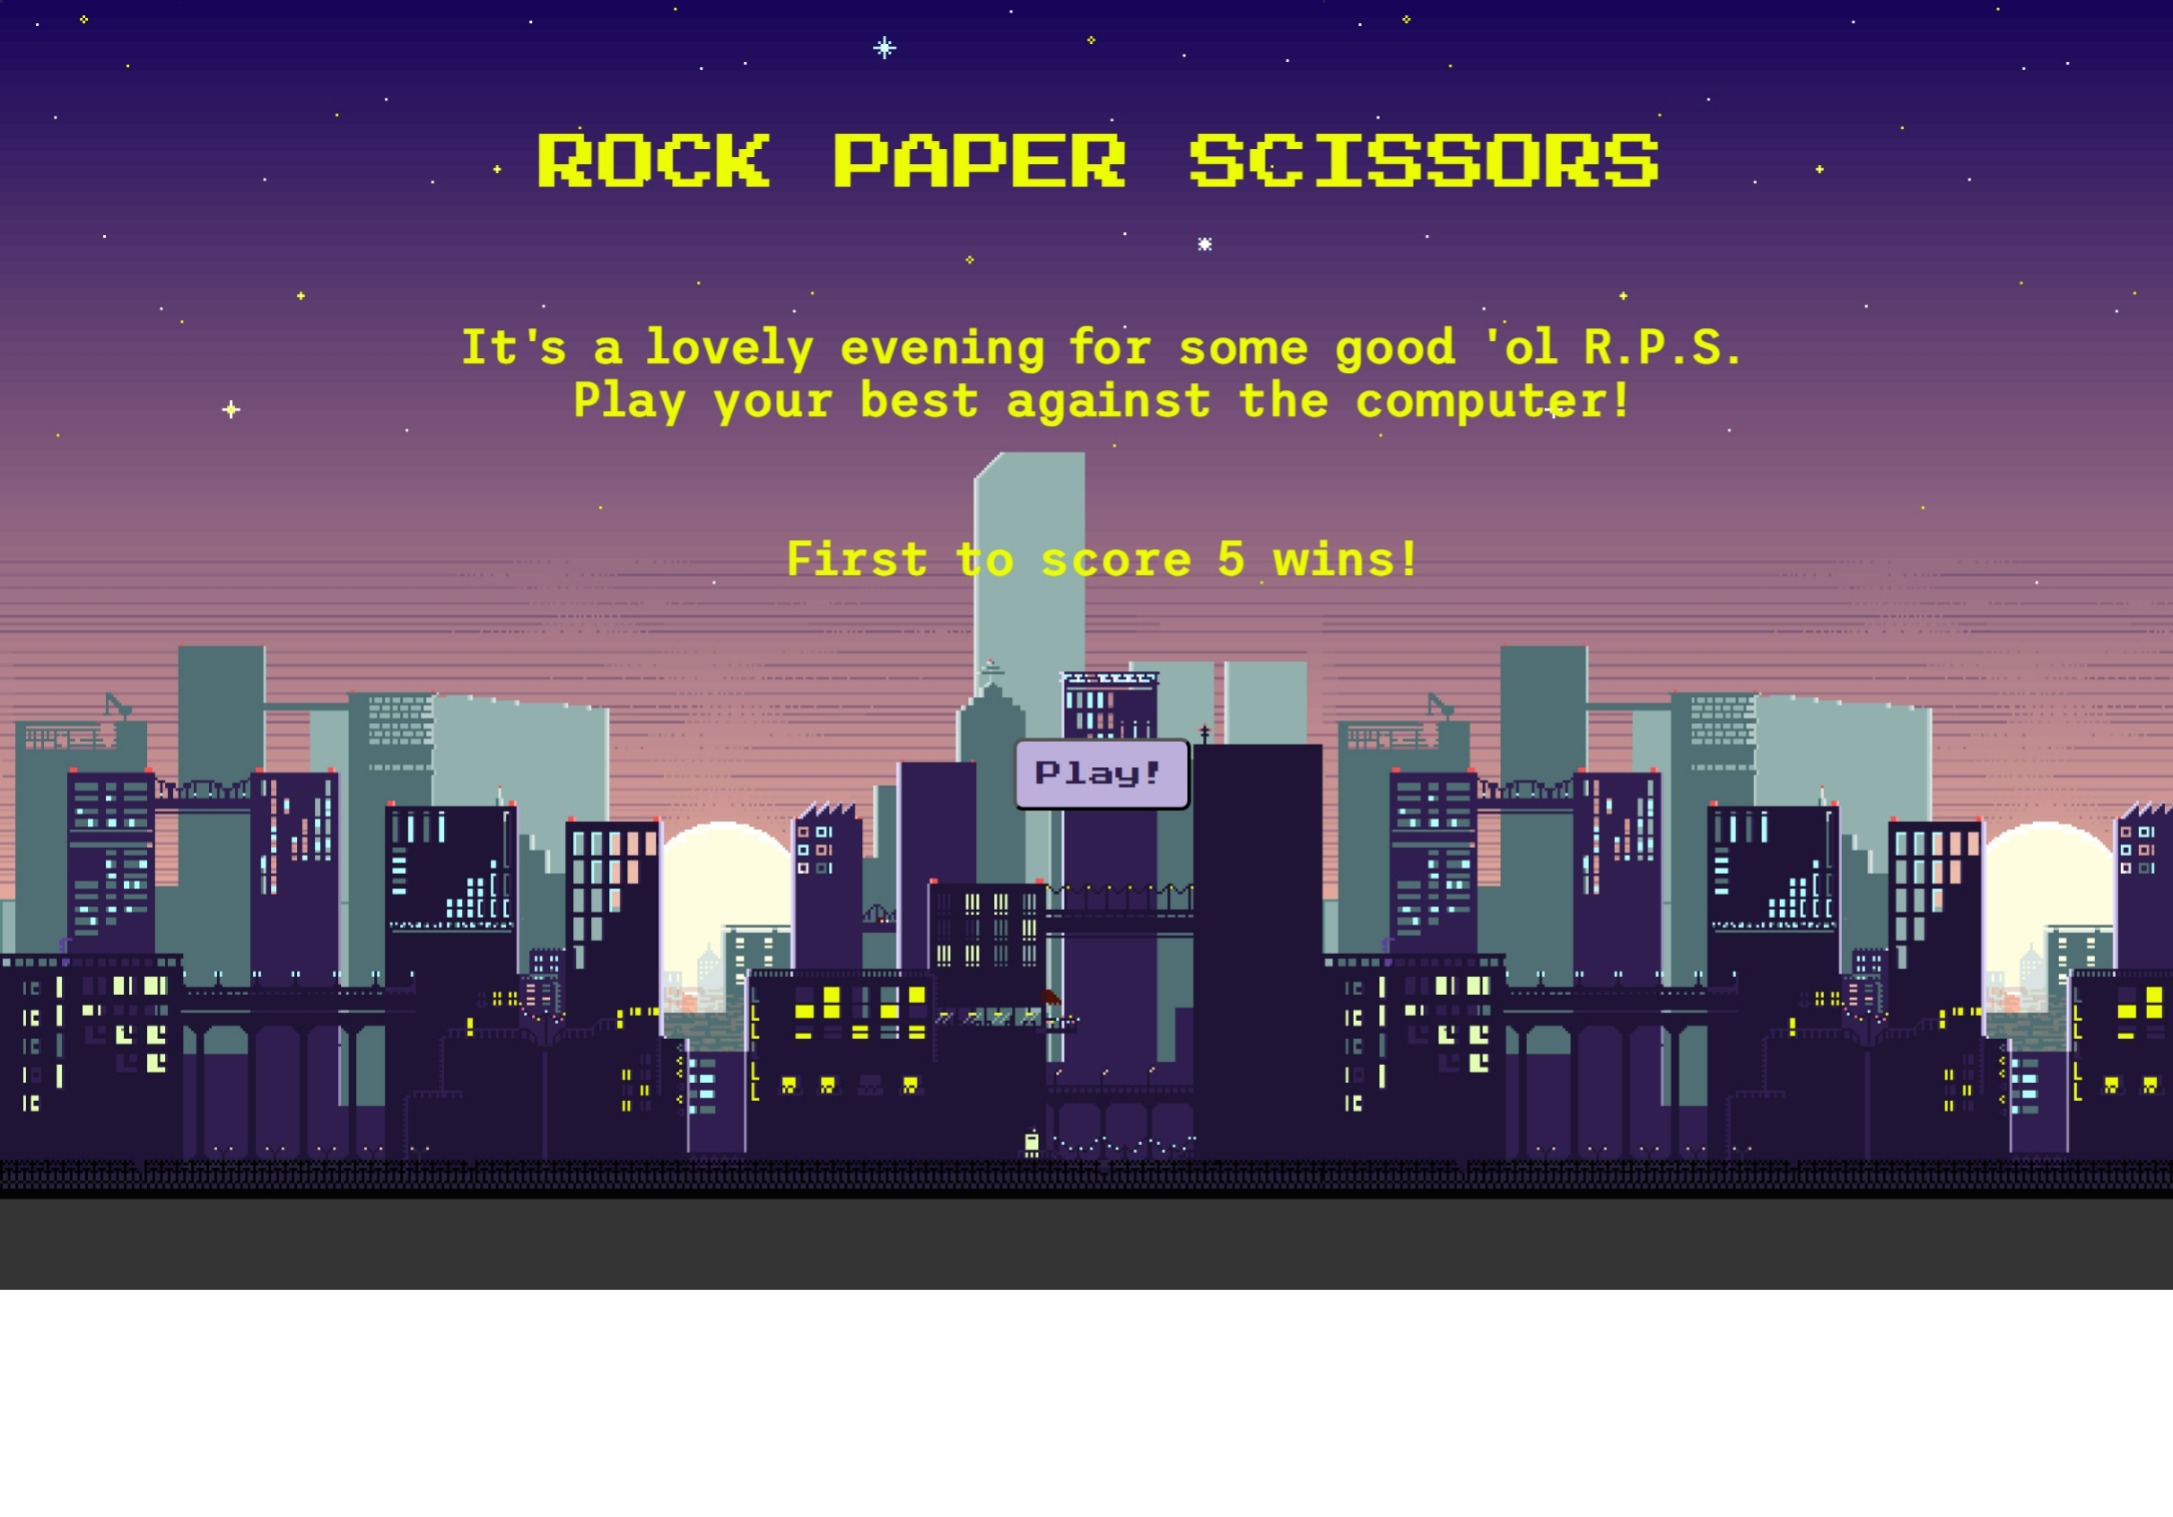 ROCK PAPER SCISSORS
It's a lovely evening for some good 'ol R.P.S.
Play your best against the computer!
First to score 5 wins!
Play!